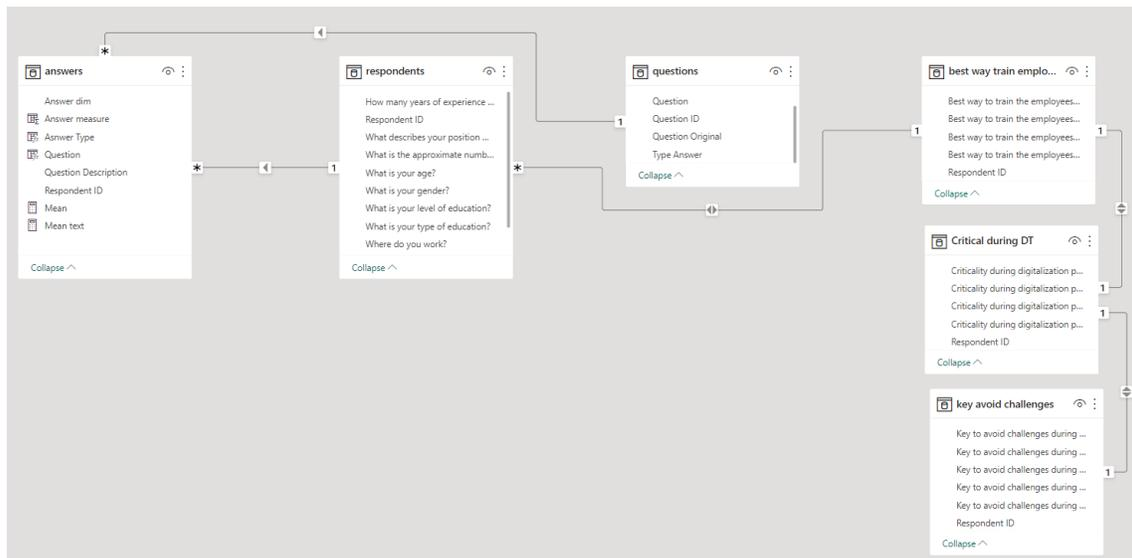 answers
Answer dim
Answer measure
Asnwer Type
Question
Question Description
Respondent ID
Mean
Mean text
Collapse
respondents
How many years of experience ...
Respondent ID
What describes your position ...
What is the approximate numb...
What is your age?
What is your gender?
What is your level of education?
What is your type of education?
Where do you work?
Collapse
questions
Question
Question ID
Question Original
Type Answer
Collapse
best way train emplo...
Best way to train the employees...
Best way to train the employees...
Best way to train the employees...
Best way to train the employees...
Respondent ID
Collapse
Critical during DT
Criticality during digitalization p...
Criticality during digitalization p...
Criticality during digitalization p...
Criticality during digitalization p...
Respondent ID
Collapse
key avoid challenges
Key to avoid challenges during ...
Key to avoid challenges during ...
Key to avoid challenges during ...
Key to avoid challenges during ...
Key to avoid challenges during ...
Respondent ID
Collapse
*
*
1
*
1
1
1
1
1
1